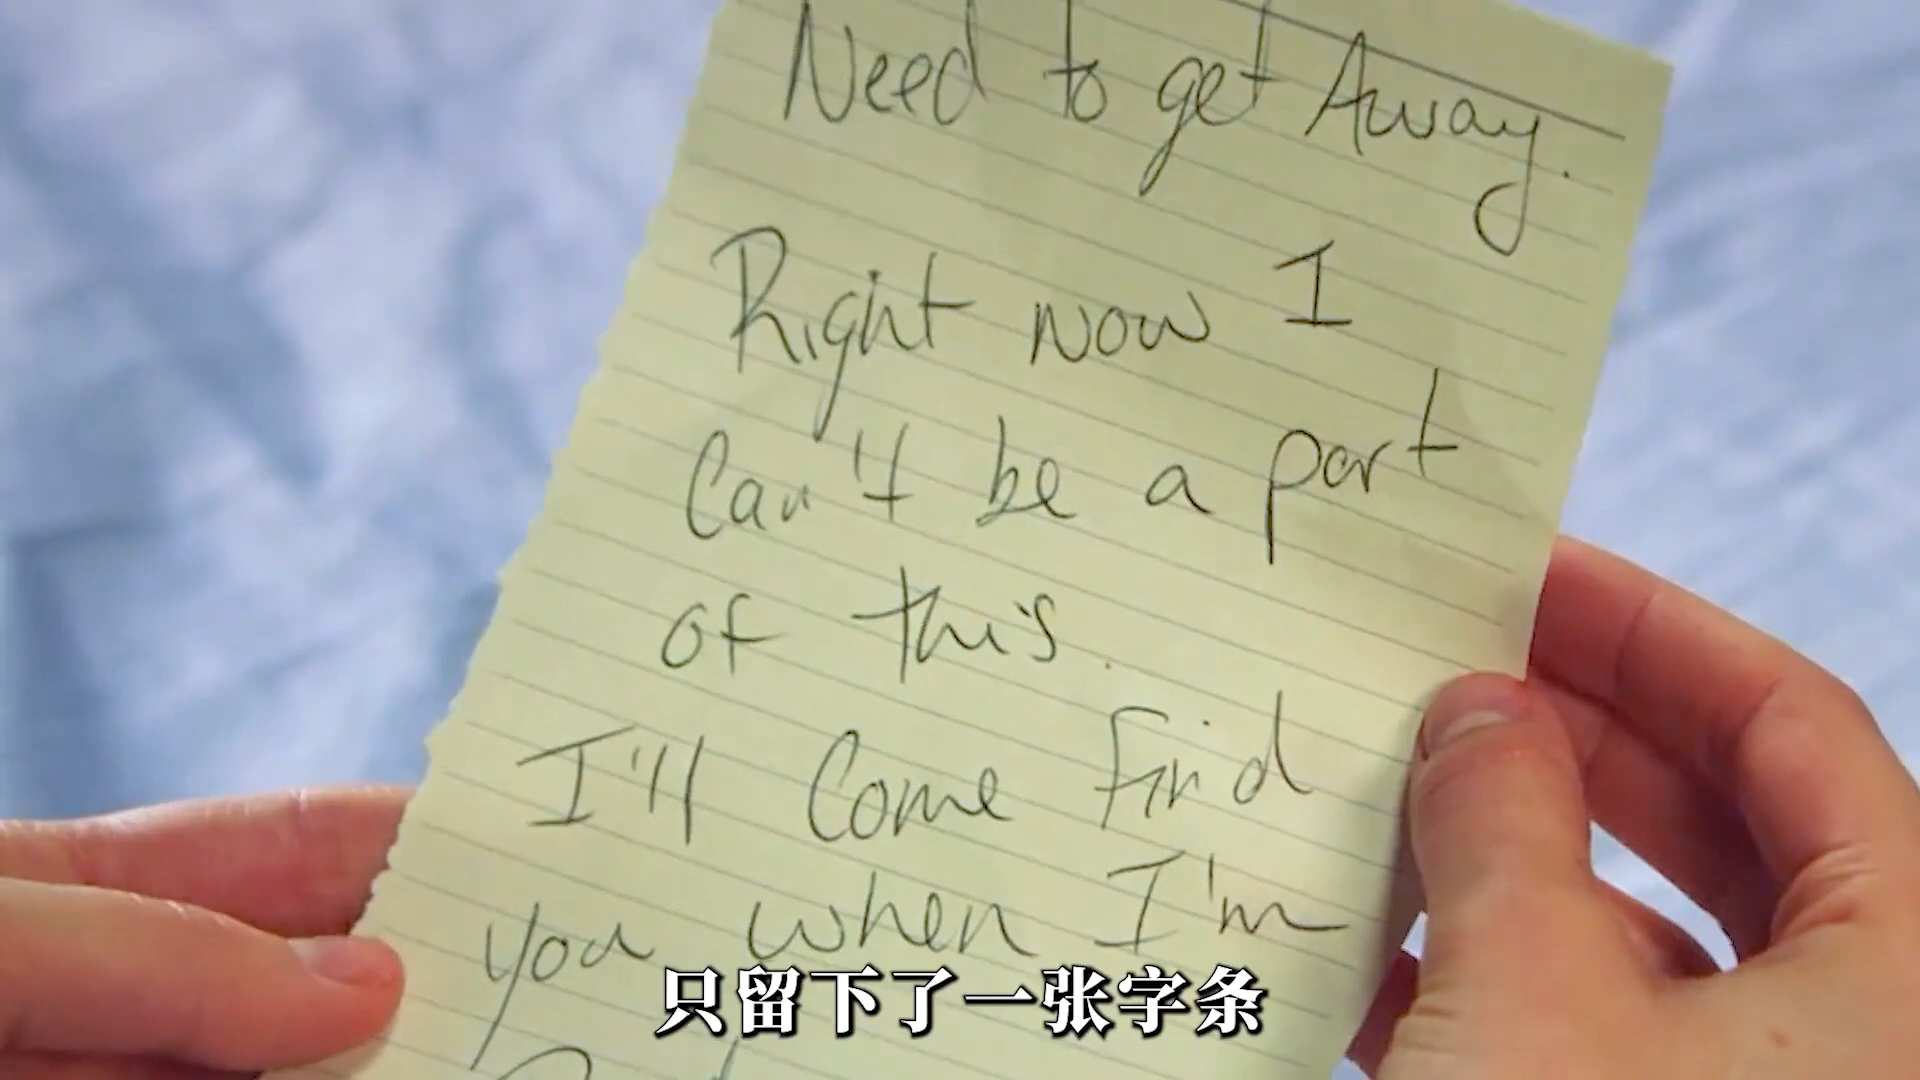 Need to get Away.
Right now I
Can't be a part
of this.
I'll Come find
you when I'm
只留下了一张字条